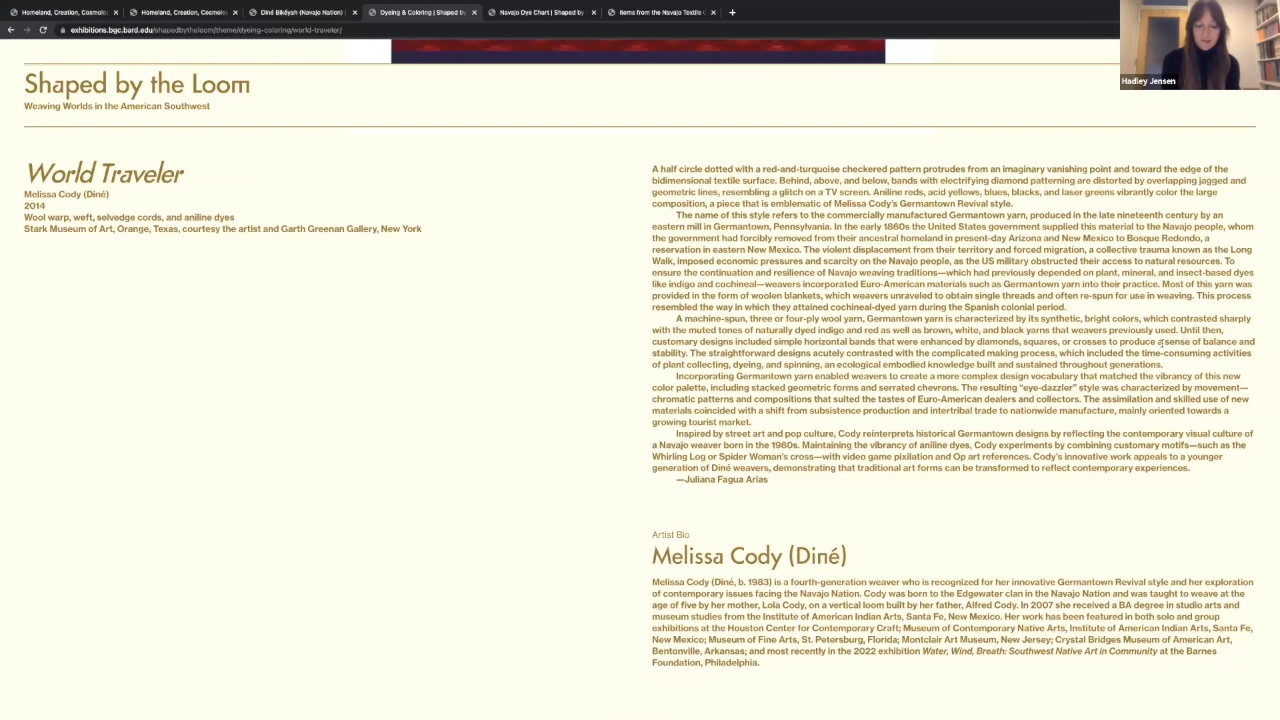 Homeland, Creation, Cosmolo
Homeland, Creation, Cosmolo
Diné Bikéyah (Navajo Nation) |
Dyeing & Coloring | Shaped by
Navajo Dye Chart | Shaped by
Items from the Navajo Textile
exhibitions.bgc.bard.edu/shapedbytheloom/theme/dyeing-coloring/world-traveler/
Hadley Jensen
Shaped by the Loom
Weaving Worlds in the American Southwest
World Traveler
Melissa Cody (Diné)
2014
Wool warp, weft, selvedge cords, and aniline dyes
Stark Museum of Art, Orange, Texas, courtesy the artist and Garth Greenan Gallery, New York
A half circle dotted with a red-and-turquoise checkered pattern protrudes from an imaginary vanishing point and toward the edge of the
bidimensional textile surface. Behind, above, and below, bands with electrifying diamond patterning are distorted by overlapping jagged and
geometric lines, resembling a glitch on a TV screen. Aniline reds, acid yellows, blues, blacks, and laser greens vibrantly color the large
composition, a piece that is emblematic of Melissa Cody's Germantown Revival style.
The name of this style refers to the commercially manufactured Germantown yarn, produced in the late nineteenth century by an
eastern mill in Germantown, Pennsylvania. In the early 1860s the United States government supplied this material to the Navajo people, whom
the government had forcibly removed from their ancestral homeland in present-day Arizona and New Mexico to Bosque Redondo, a
reservation in eastern New Mexico. The violent displacement from their territory and forced migration, a collective trauma known as the Long
Walk, imposed economic pressures and scarcity on the Navajo people, as the US military obstructed their access to natural resources. To
ensure the continuation and resilience of Navajo weaving traditions—which had previously depended on plant, mineral, and insect-based dyes
like indigo and cochineal—weavers incorporated Euro-American materials such as Germantown yarn into their practice. Most of this yarn was
provided in the form of woolen blankets, which weavers unraveled to obtain single threads and often re-spun for use in weaving. This process
resembled the way in which they attained cochineal-dyed yarn during the Spanish colonial period.
A machine-spun, three or four-ply wool yarn, Germantown yarn is characterized by its synthetic, bright colors, which contrasted sharply
with the muted tones of naturally dyed indigo and red as well as brown, white, and black yarns that weavers previously used. Until then,
customary designs included simple horizontal bands that were enhanced by diamonds, squares, or crosses to produce a sense of balance and
stability. The straightforward designs acutely contrasted with the complicated making process, which included the time-consuming activities
of plant collecting, dyeing, and spinning, an ecological embodied knowledge built and sustained throughout generations.
Incorporating Germantown yarn enabled weavers to create a more complex design vocabulary that matched the vibrancy of this new
color palette, including stacked geometric forms and serrated chevrons. The resulting "eye-dazzler" style was characterized by movement—
chromatic patterns and compositions that suited the tastes of Euro-American dealers and collectors. The assimilation and skilled use of new
materials coincided with a shift from subsistence production and intertribal trade to nationwide manufacture, mainly oriented towards a
growing tourist market.
Inspired by street art and pop culture, Cody reinterprets historical Germantown designs by reflecting the contemporary visual culture of
a Navajo weaver born in the 1980s. Maintaining the vibrancy of aniline dyes, Cody experiments by combining customary motifs—such as the
Whirling Log or Spider Woman's cross—with video game pixilation and Op art references. Cody's innovative work appeals to a younger
generation of Diné weavers, demonstrating that traditional art forms can be transformed to reflect contemporary experiences.
—Juliana Fagua Arias
Artist Bio
Melissa Cody (Diné)
Melissa Cody (Diné, b. 1983) is a fourth-generation weaver who is recognized for her innovative Germantown Revival style and her exploration
of contemporary issues facing the Navajo Nation. Cody was born to the Edgewater clan in the Navajo Nation and was taught to weave at the
age of five by her mother, Lola Cody, on a vertical loom built by her father, Alfred Cody. In 2007 she received a BA degree in studio arts and
museum studies from the Institute of American Indian Arts, Santa Fe, New Mexico. Her work has been featured in both solo and group
exhibitions at the Houston Center for Contemporary Craft; Museum of Contemporary Native Arts, Institute of American Indian Arts, Santa Fe,
New Mexico; Museum of Fine Arts, St. Petersburg, Florida; Montclair Art Museum, New Jersey; Crystal Bridges Museum of American Art,
Bentonville, Arkansas; and most recently in the 2022 exhibition Water, Wind, Breath: Southwest Native Art in Community at the Barnes
Foundation, Philadelphia.